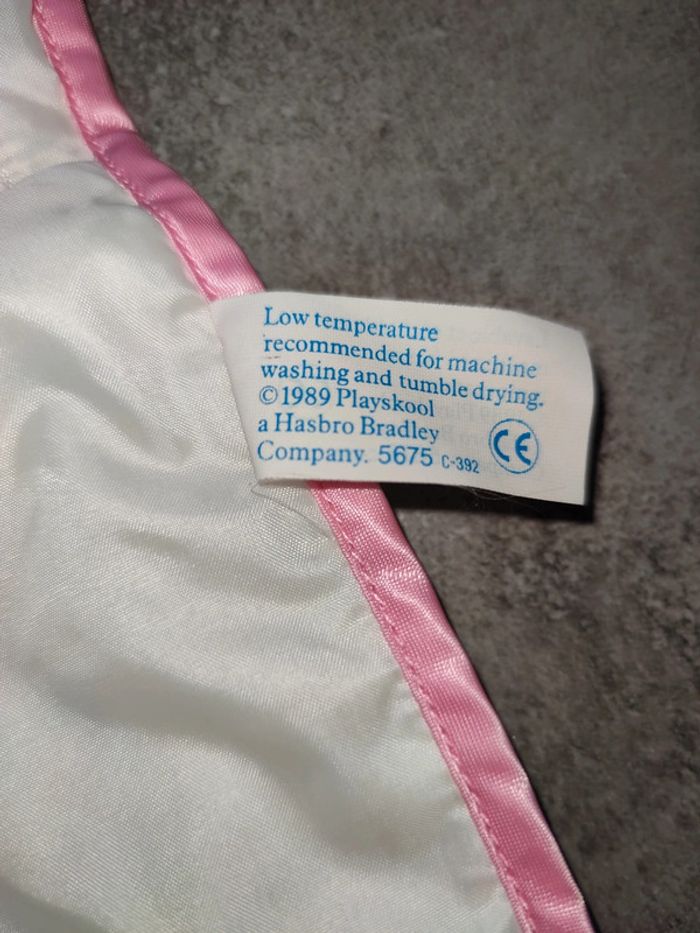 Low temperature
recommended for machine
washing and tumble drying.
©1989 Playskool
a Hasbro Bradley
Company. 5675 C-392 CE